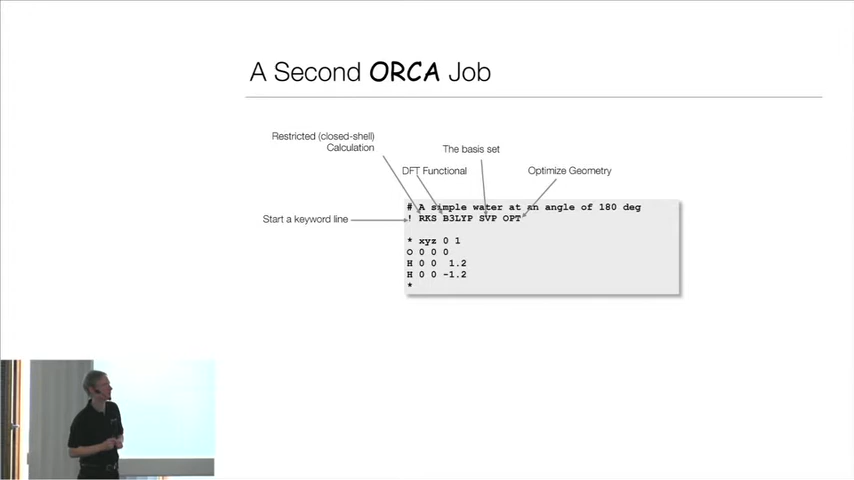 A Second ORCA Job
Restricted (closed-shell)
Calculation
The basis set
DFT Functional
Optimize Geometry
Start a keyword line
# A simple water at an angle of 180 deg
! RKS B3LYP SVP OPT
* xyz 0 1
O 0 0 0
H 0 0 1.2
H 0 0 -1.2
*